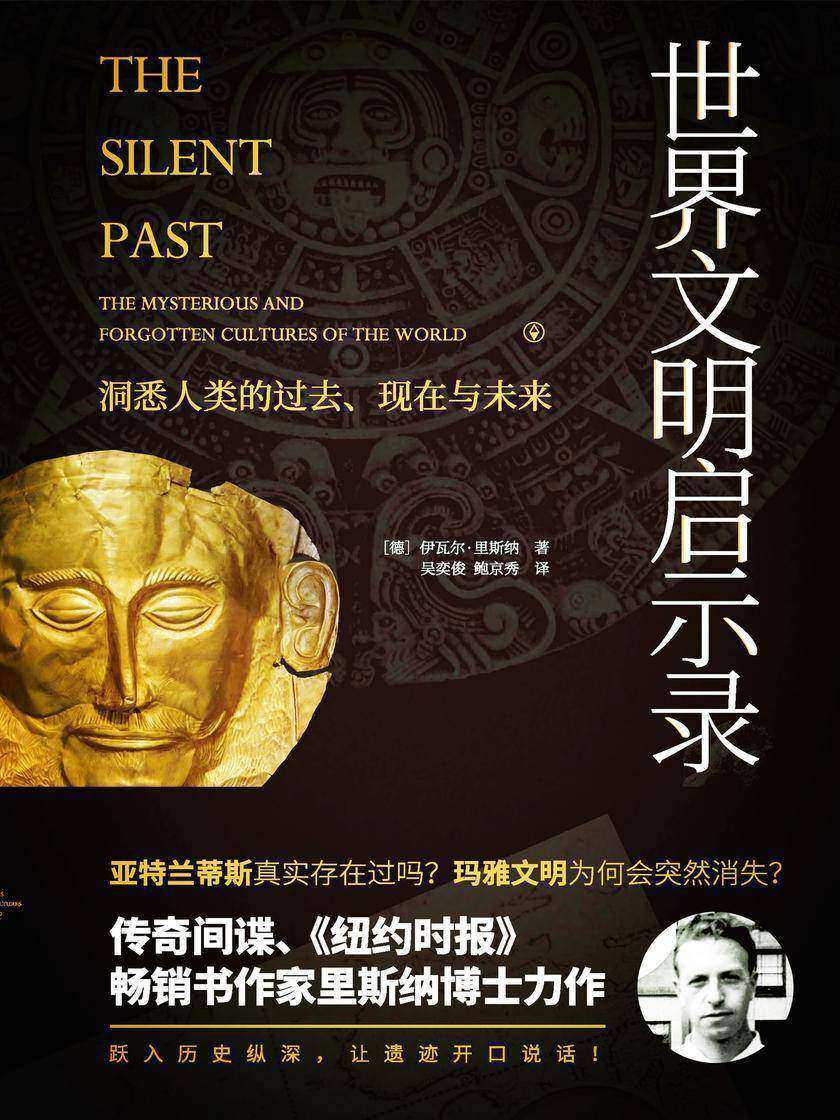 THE
SILENT
PAST
THE MYSTERIOUS AND
FORGOTTEN CULTURES OF THE WORLD
洞悉人类的过去、现在与未来
世界文明启示录
［德］伊瓦尔·里斯纳 著
吴奕俊 鲍京秀 译
亚特兰蒂斯真实存在过吗？玛雅文明为何会突然消失？
传奇间谍、《纽约时报》
畅销书作家里斯纳博士力作
跃入历史纵深，让遗迹开口说话！